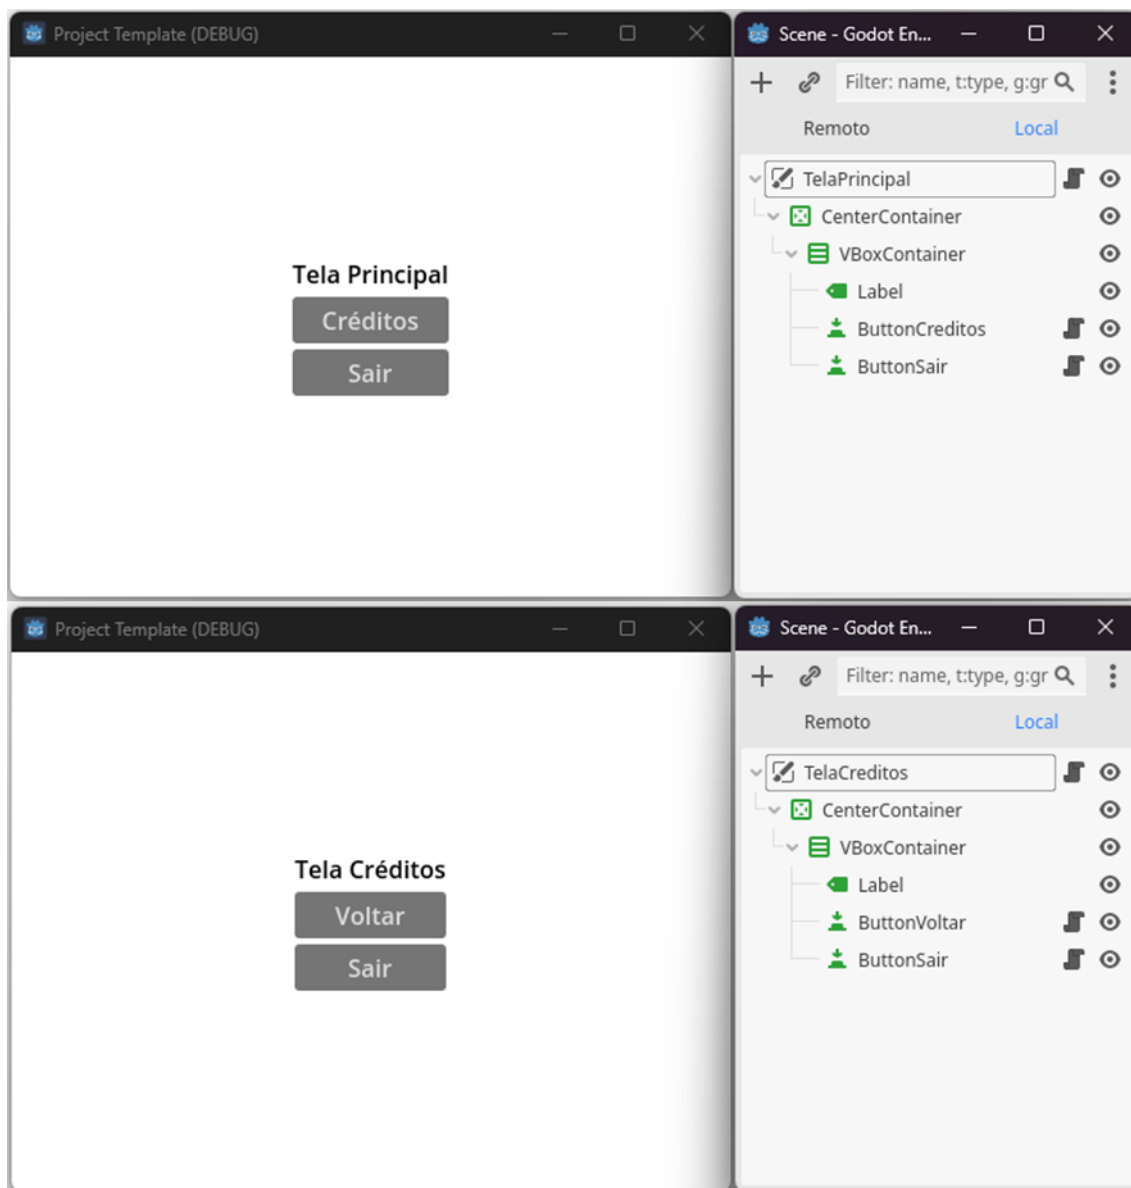 Project Template (DEBUG)
Scene - Godot En...
Filter: name, t:type, g:gr
Remoto
Local
TelaPrincipal
CenterContainer
VBoxContainer
Label
ButtonCreditos
ButtonSair
Tela Principal
Créditos
Sair
Project Template (DEBUG)
Scene - Godot En...
Filter: name, t:type, g:gr
Remoto
Local
TelaCreditos
CenterContainer
VBoxContainer
Label
ButtonVoltar
ButtonSair
Tela Créditos
Voltar
Sair